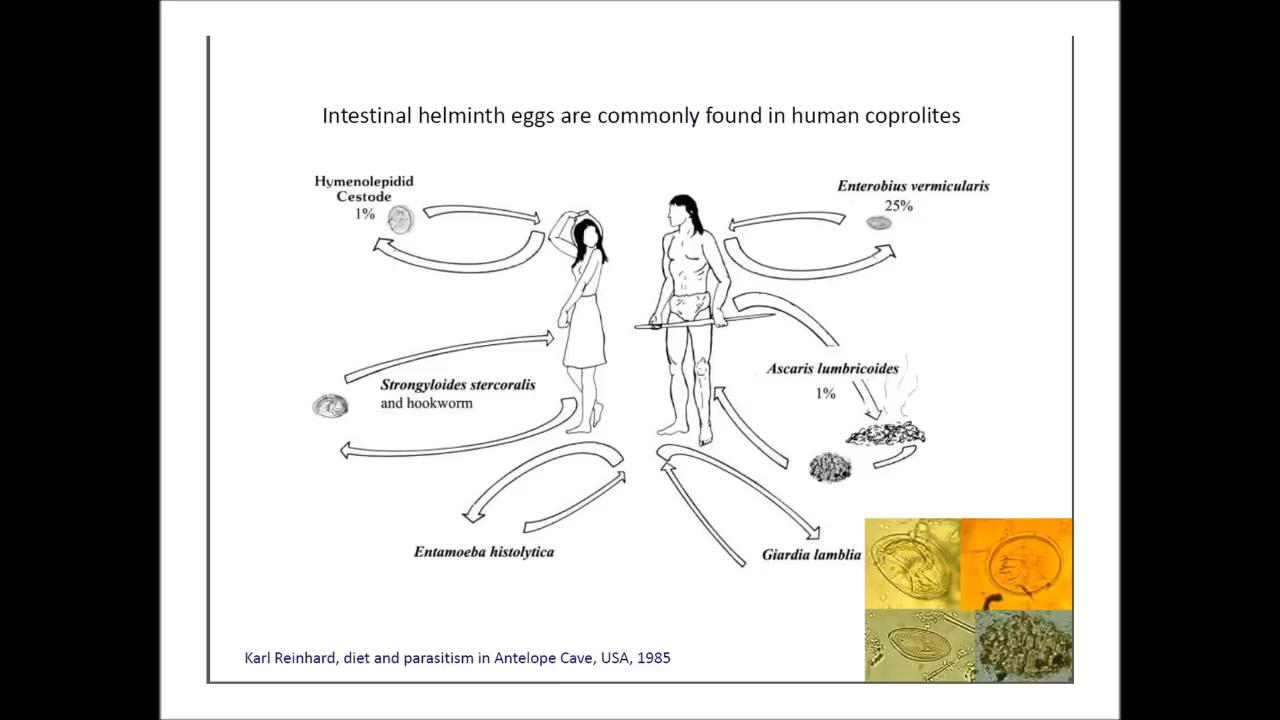 Intestinal helminth eggs are commonly found in human coprolites
Hymenolepidid
Cestode
1%
Enterobius vermicularis
25%
Strongyloides stercoralis
and hookworm
Ascaris lumbricoides
1%
Entamoeba histolytica
Giardia lamblia
Karl Reinhard, diet and parasitism in Antelope Cave, USA, 1985